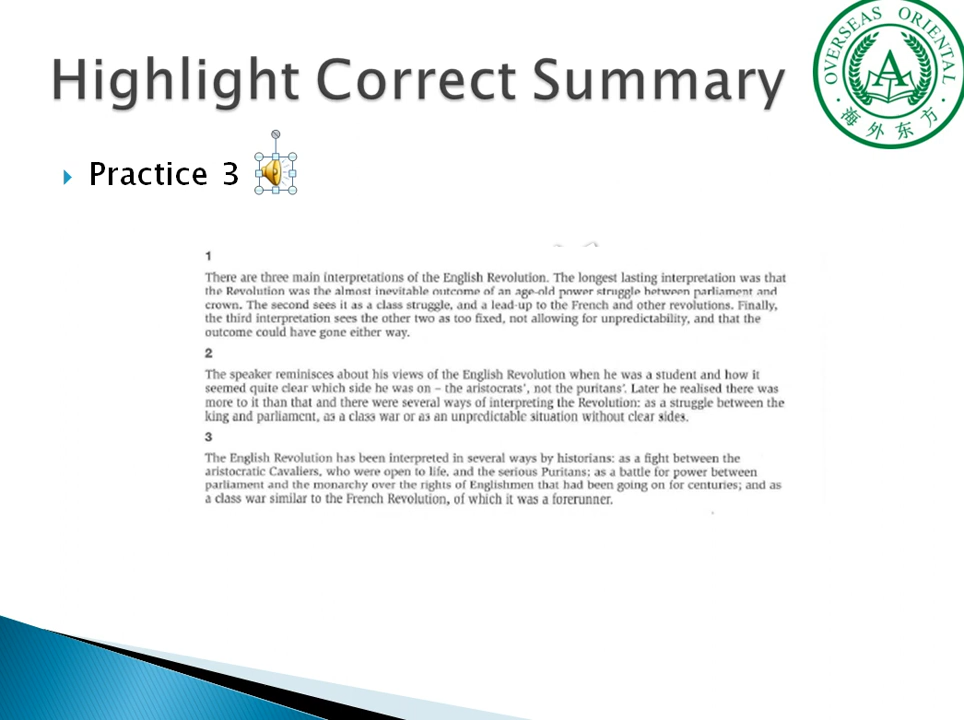 Highlight Correct Summary
OVERSEAS ORIENTAL
A
·海外东方·
Practice 3
1
There are three main interpretations of the English Revolution. The longest lasting interpretation was that
the Revolution was the almost inevitable outcome of an age-old power struggle between parliament and
crown. The second sees it as a class struggle, and a lead-up to the French and other revolutions. Finally,
the third interpretation sees the other two as too fixed, not allowing for unpredictability, and that the
outcome could have gone either way.
2
The speaker reminisces about his views of the English Revolution when he was a student and how it
seemed quite clear which side he was on – the aristocrats', not the puritans'. Later he realised there was
more to it than that and there were several ways of interpreting the Revolution: as a struggle between the
king and parliament, as a class war or as an unpredictable situation without clear sides.
3
The English Revolution has been interpreted in several ways by historians: as a fight between the
aristocratic Cavaliers, who were open to life, and the serious Puritans; as a battle for power between
parliament and the monarchy over the rights of Englishmen that had been going on for centuries; and as
a class war similar to the French Revolution, of which it was a forerunner.